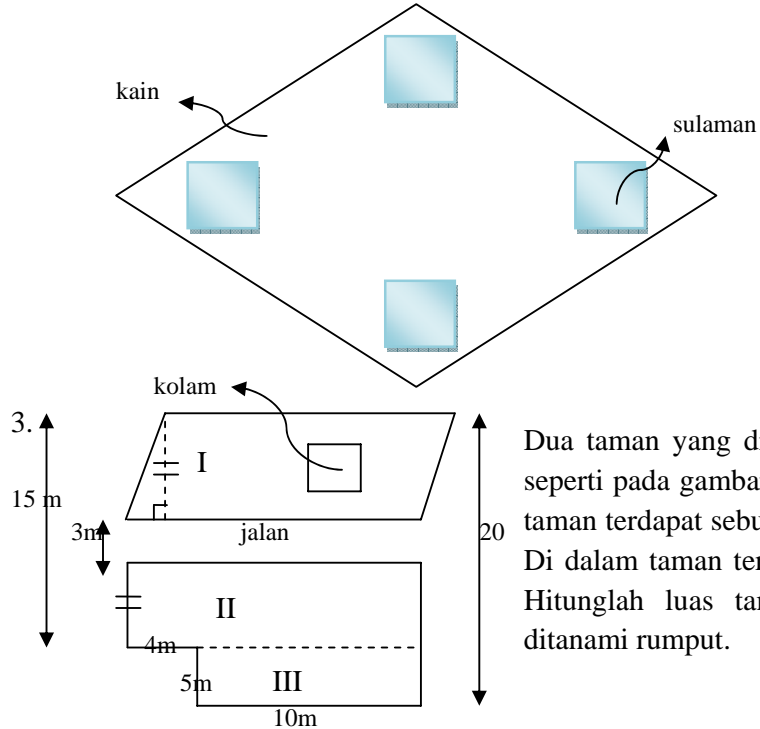 kain
sulaman
kolam
3.
I
15 m
3m
jalan
20
II
4m
5m
III
10m
Dua taman yang di
seperti pada gamba
taman terdapat sebu
Di dalam taman ter
Hitunglah luas tar
ditanami rumput.